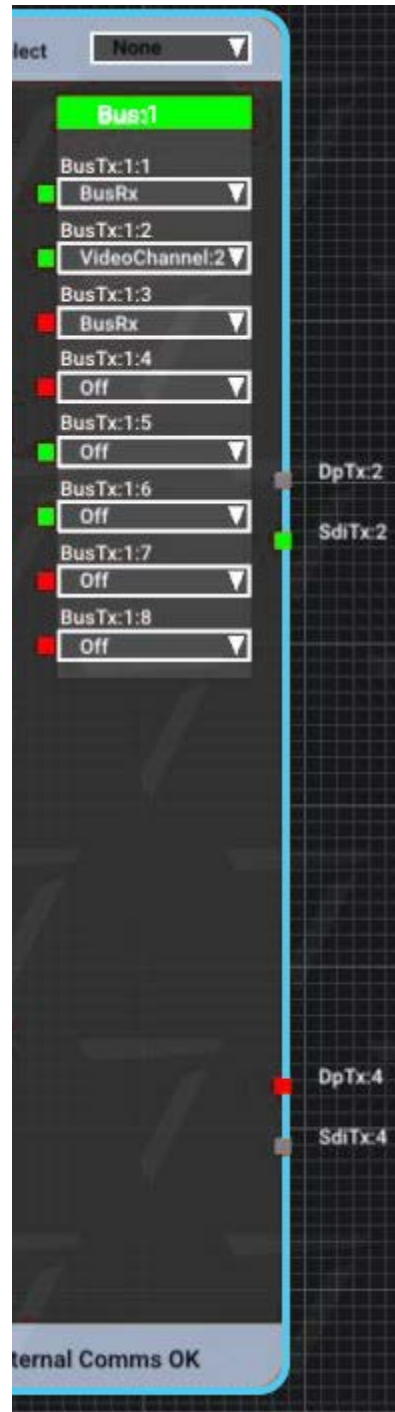 lect None
Bus:1
BusTx:1:1
BusRx
BusTx:1:2
VideoChannel:2
BusTx:1:3
BusRx
BusTx:1:4
Off
BusTx:1:5
Off
DpTx:2
BusTx:1:6
Off
SdiTx:2
BusTx:1:7
Off
BusTx:1:8
Off
DpTx:4
SdiTx:4
ternal Comms OK